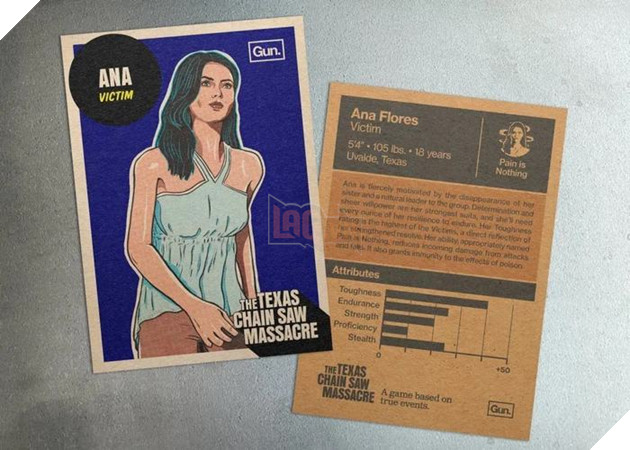 ANA
VICTIM
Gun.
THE TEXAS
CHAIN SAW
MASSACRE
Ana Flores
Victim
5'4" • 105 lbs. • 18 years
Uvalde, Texas
Pain is
Nothing
Ana is fiercely motivated by the disappearance of her
sister and a natural leader to the group. Determination and
sheer willpower are her strongest suits, and she'll need
every ounce of her resilience to endure. Her Toughness
rating is the highest of the Victims, a direct reflection of
her strengthened resolve. Her ability, appropriately named
Pain is Nothing, reduces incoming damage from attacks
and falls. It also grants immunity to the effects of poison.
Attributes
Toughness
Endurance
Strength
Proficiency
Stealth
0
+50
THE TEXAS
CHAIN SAW
MASSACRE
A game based on
true events.
Gun.